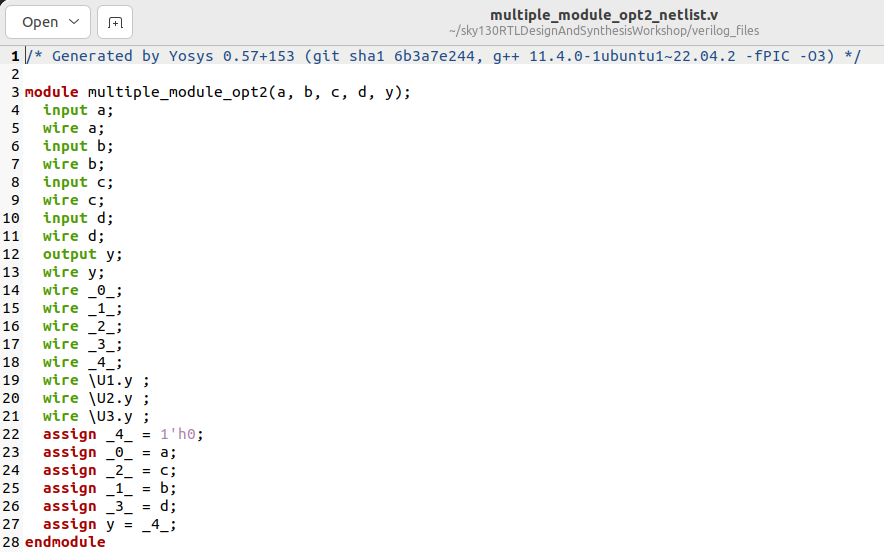 Open
multiple_module_opt2_netlist.v
~/sky130RTLDesignAndSynthesisWorkshop/verilog_files
1 /* Generated by Yosys 0.57+153 (git sha1 6b3a7e244, g++ 11.4.0-1ubuntu1~22.04.2 -fPIC -O3) */
2
3 module multiple_module_opt2(a, b, c, d, y);
4   input a;
5   wire a;
6   input b;
7   wire b;
8   input c;
9   wire c;
10   input d;
11   wire d;
12   output y;
13   wire y;
14   wire _0_;
15   wire _1_;
16   wire _2_;
17   wire _3_;
18   wire _4_;
19   wire \U1.y ;
20   wire \U2.y ;
21   wire \U3.y ;
22   assign _4_ = 1'h0;
23   assign _0_ = a;
24   assign _2_ = c;
25   assign _1_ = b;
26   assign _3_ = d;
27   assign y = _4_;
28 endmodule